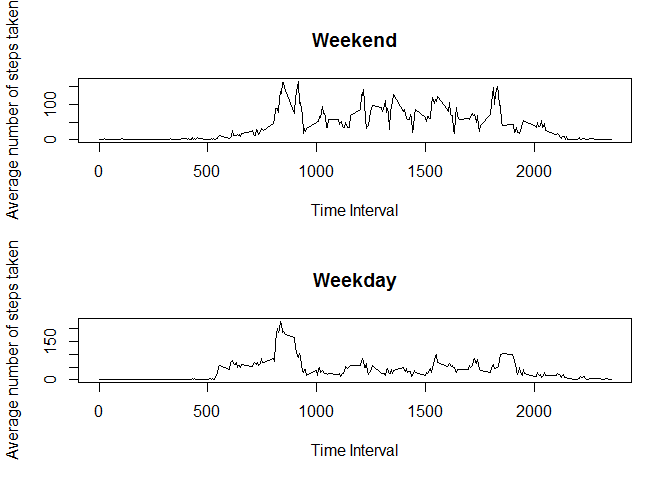 Weekend
Average number of steps taken
100
0
0 500 1000 1500 2000
Time Interval
Weekday
Average number of steps taken
150
0
0 500 1000 1500 2000
Time Interval